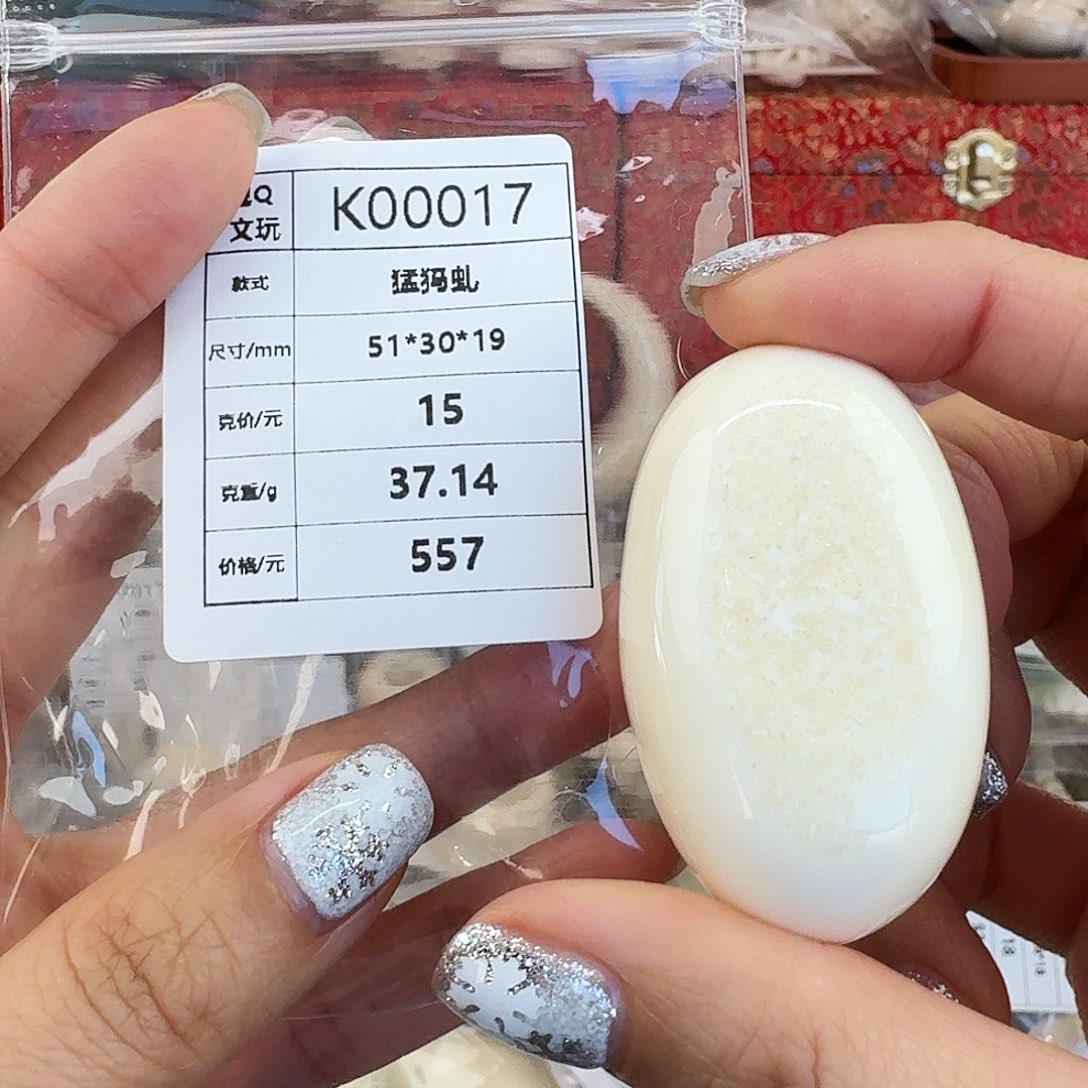 文玩
K00017
款式
猛犸虬
尺寸/mm
51*30*19
克价/元
15
克重/g
37.14
价格/元
557